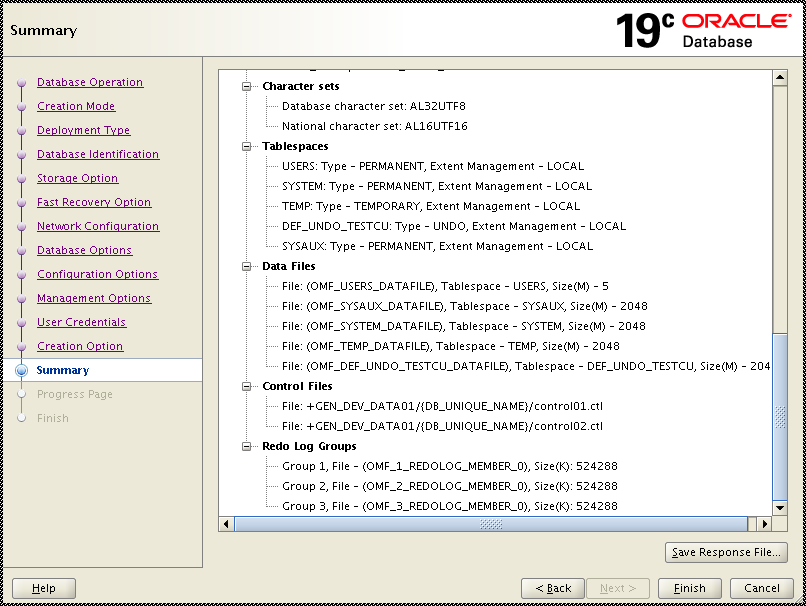 Summary
19c ORACLE
Database
Database Operation
Creation Mode
Deployment Type
Database Identification
Storage Option
Fast Recovery Option
Network Configuration
Database Options
Configuration Options
Management Options
User Credentials
Creation Option
Summary
Progress Page
Finish
Character sets
Database character set: AL32UTF8
National character set: AL16UTF16
Tablespaces
USERS: Type - PERMANENT, Extent Management - LOCAL
SYSTEM: Type - PERMANENT, Extent Management - LOCAL
TEMP: Type - TEMPORARY, Extent Management - LOCAL
DEF_UNDO_TESTCU: Type - UNDO, Extent Management - LOCAL
SYSAUX: Type - PERMANENT, Extent Management - LOCAL
Data Files
File: (OMF_USERS_DATAFILE), Tablespace - USERS, Size(M) - 5
File: (OMF_SYSAUX_DATAFILE), Tablespace - SYSAUX, Size(M) - 2048
File: (OMF_SYSTEM_DATAFILE), Tablespace - SYSTEM, Size(M) - 2048
File: (OMF_TEMP_DATAFILE), Tablespace - TEMP, Size(M) - 2048
File: (OMF_DEF_UNDO_TESTCU_DATAFILE), Tablespace - DEF_UNDO_TESTCU, Size(M) - 204
Control Files
File: +GEN_DEV_DATA01/{DB_UNIQUE_NAME}/control01.ctl
File: +GEN_DEV_DATA01/{DB_UNIQUE_NAME}/control02.ctl
Redo Log Groups
Group 1, File - (OMF_1_REDOLOG_MEMBER_0), Size(K): 524288
Group 2, File - (OMF_2_REDOLOG_MEMBER_0), Size(K): 524288
Group 3, File - (OMF_3_REDOLOG_MEMBER_0), Size(K): 524288
Save Response File...
Help
< Back
Next >
Finish
Cancel